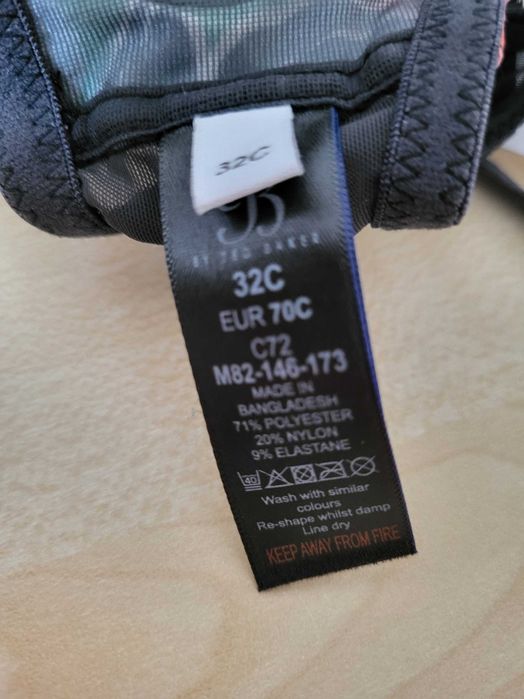 32C
B
BY TED BAKER
32C
EUR 70C
C72
M82-146-173
MADE IN
BANGLADESH
71% POLYESTER
20% NYLON
9% ELASTANE
40
Wash with similar
colours
Re-shape whilst damp
Line dry
KEEP AWAY FROM FIRE